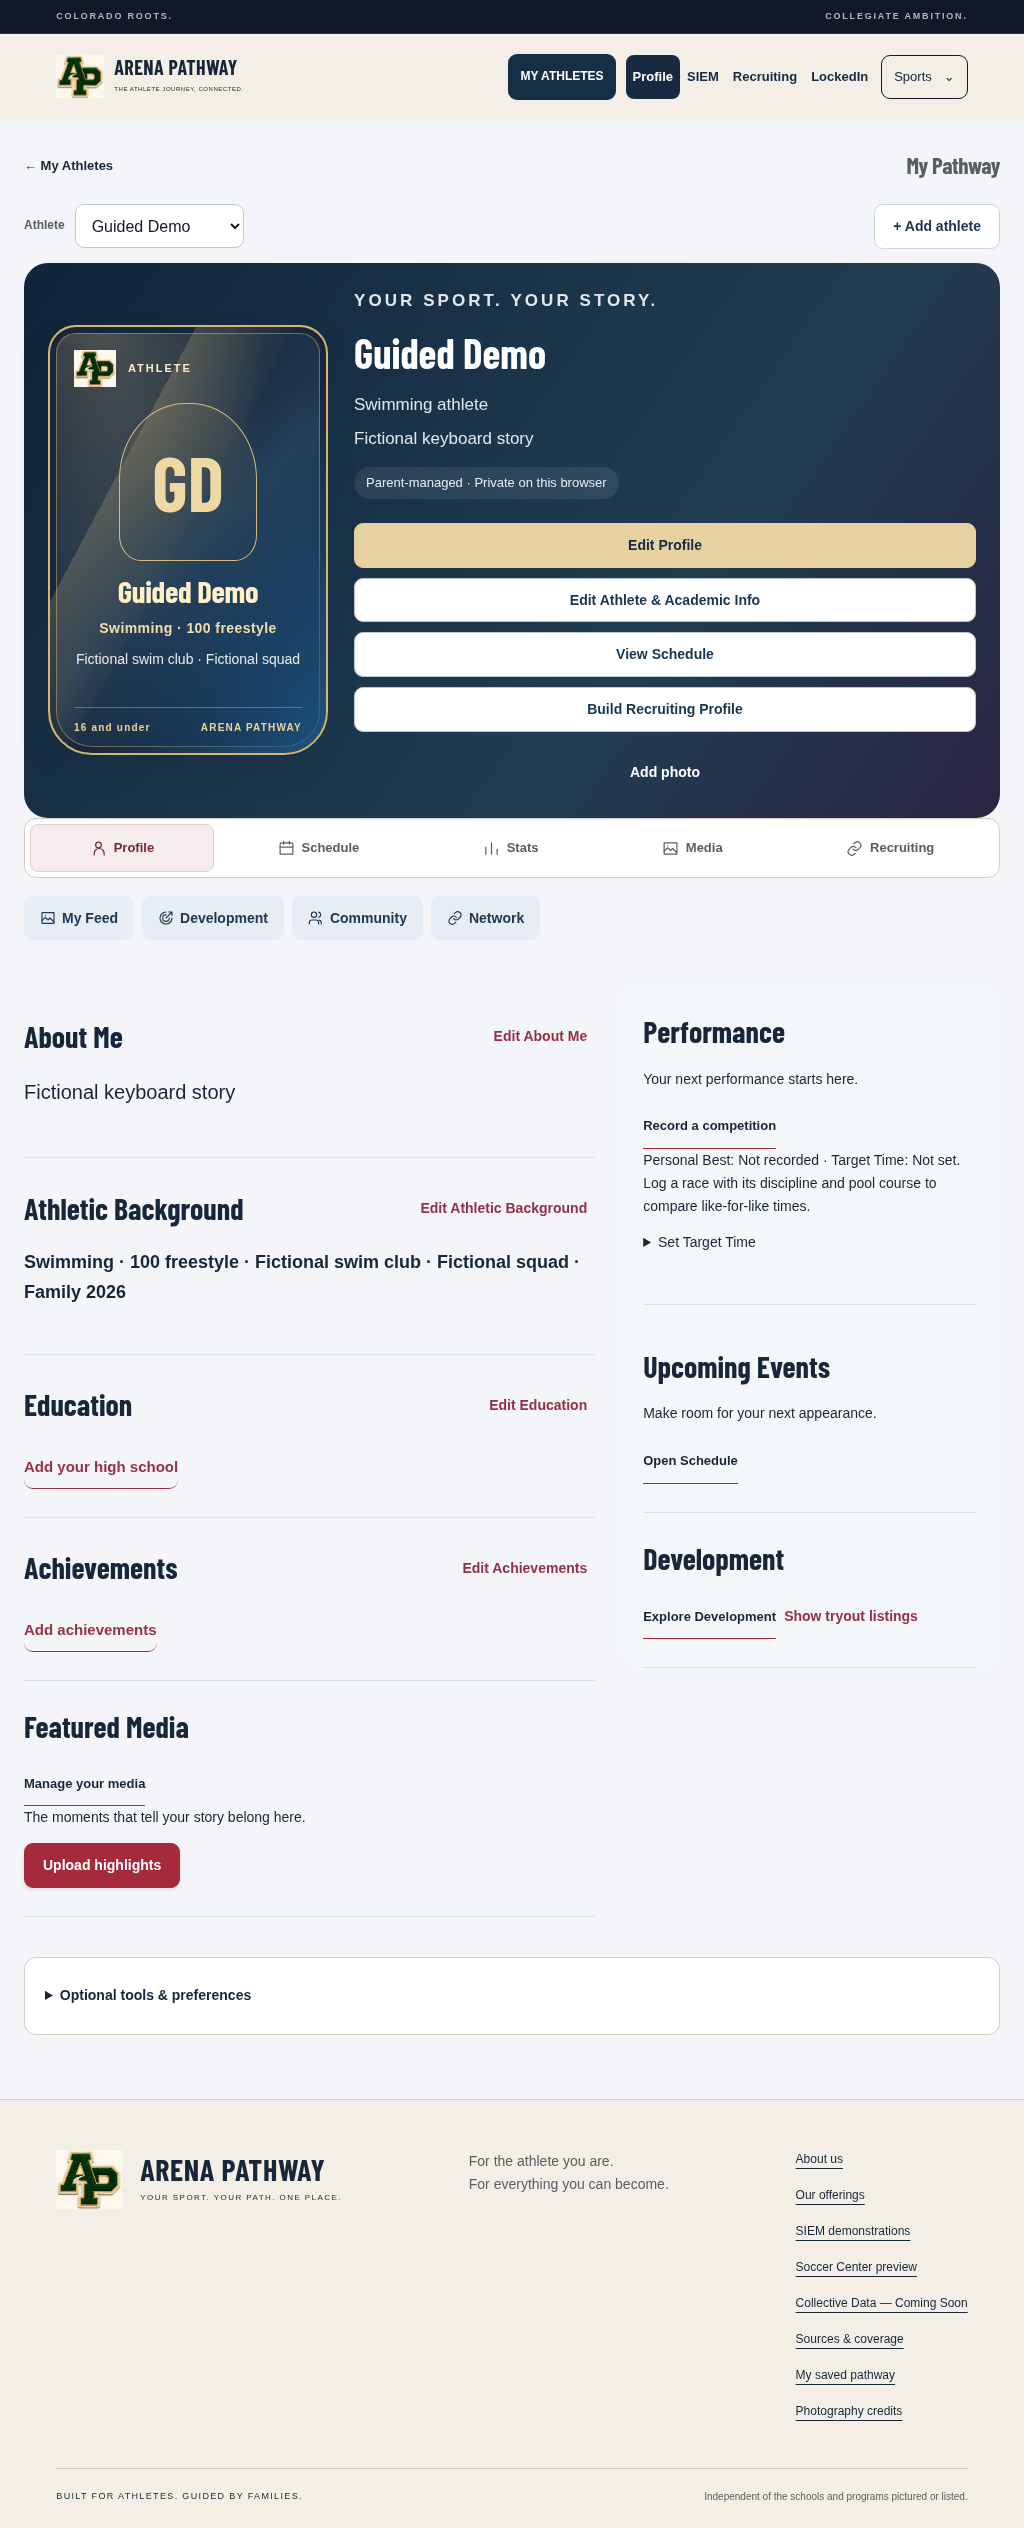 COLORADO ROOTS.
COLLEGIATE AMBITION.
AP
ARENA PATHWAY
THE ATHLETE JOURNEY, CONNECTED.
MY ATHLETES
Profile
SIEM
Recruiting
LockedIn
Sports
← My Athletes
My Pathway
Athlete
Guided Demo
+ Add athlete
AP
ATHLETE
GD
Guided Demo
Swimming · 100 freestyle
Fictional swim club · Fictional squad
16 and under
ARENA PATHWAY
YOUR SPORT. YOUR STORY.
Guided Demo
Swimming athlete
Fictional keyboard story
Parent-managed · Private on this browser
Edit Profile
Edit Athlete & Academic Info
View Schedule
Build Recruiting Profile
Add photo
Profile
Schedule
Stats
Media
Recruiting
My Feed
Development
Community
Network
About Me
Edit About Me
Fictional keyboard story
Athletic Background
Edit Athletic Background
Swimming · 100 freestyle · Fictional swim club · Fictional squad ·
Family 2026
Education
Edit Education
Add your high school
Achievements
Edit Achievements
Add achievements
Featured Media
Manage your media
The moments that tell your story belong here.
Upload highlights
Performance
Your next performance starts here.
Record a competition
Personal Best: Not recorded · Target Time: Not set.
Log a race with its discipline and pool course to
compare like-for-like times.
Set Target Time
Upcoming Events
Make room for your next appearance.
Open Schedule
Development
Explore Development
Show tryout listings
Optional tools & preferences
AP
ARENA PATHWAY
YOUR SPORT. YOUR PATH. ONE PLACE.
For the athlete you are.
For everything you can become.
About us
Our offerings
SIEM demonstrations
Soccer Center preview
Collective Data — Coming Soon
Sources & coverage
My saved pathway
Photography credits
BUILT FOR ATHLETES. GUIDED BY FAMILIES.
Independent of the schools and programs pictured or listed.